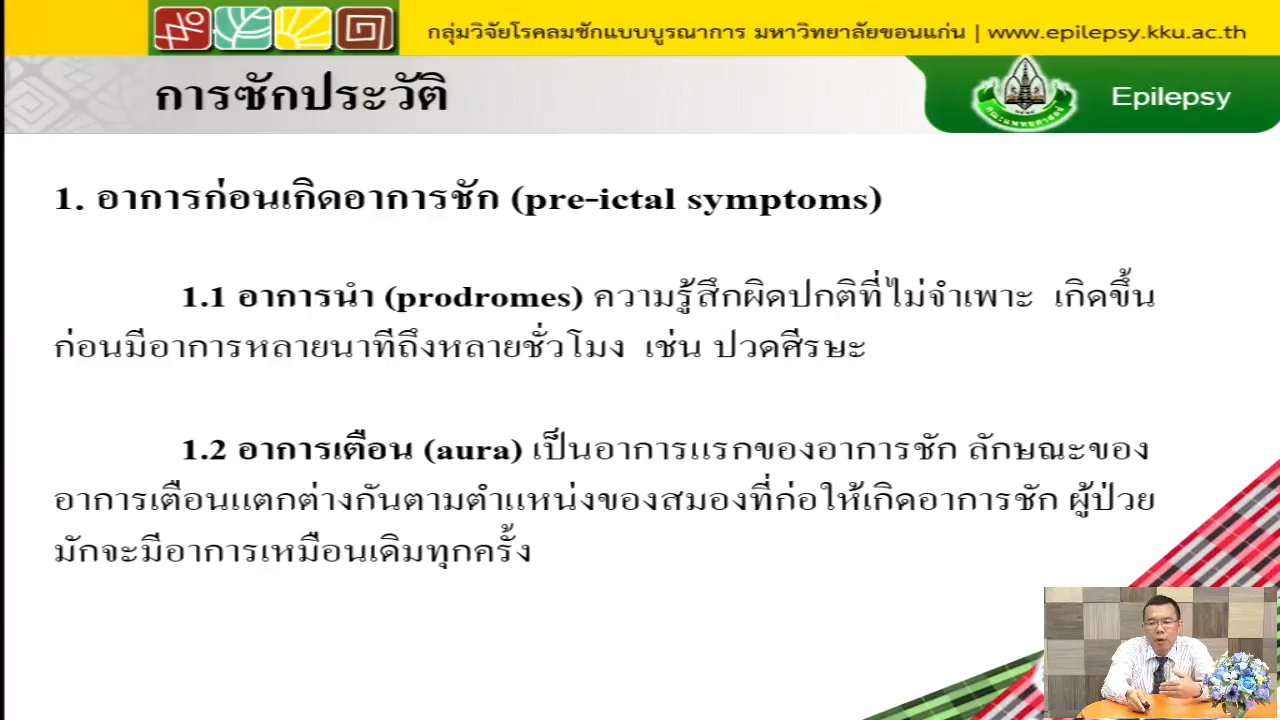 กลุ่มวิจัยโรคลมชักแบบบูรณาการ มหาวิทยาลัยขอนแก่น | www.epilepsy.kku.ac.th
การซักประวัติ
Epilepsy
คณะแพทยศาสตร์
1. อาการก่อนเกิดอาการชัก (pre-ictal symptoms)
1.1 อาการนำ (prodromes) ความรู้สึกผิดปกติที่ไม่จำเพาะ เกิดขึ้น
ก่อนมีอาการหลายนาทีถึงหลายชั่วโมง เช่น ปวดศีรษะ
1.2 อาการเตือน (aura) เป็นอาการแรกของอาการชัก ลักษณะของ
อาการเตือนแตกต่างกันตามตำแหน่งของสมองที่ก่อให้เกิดอาการชัก ผู้ป่วย
มักจะมีอาการเหมือนเดิมทุกครั้ง